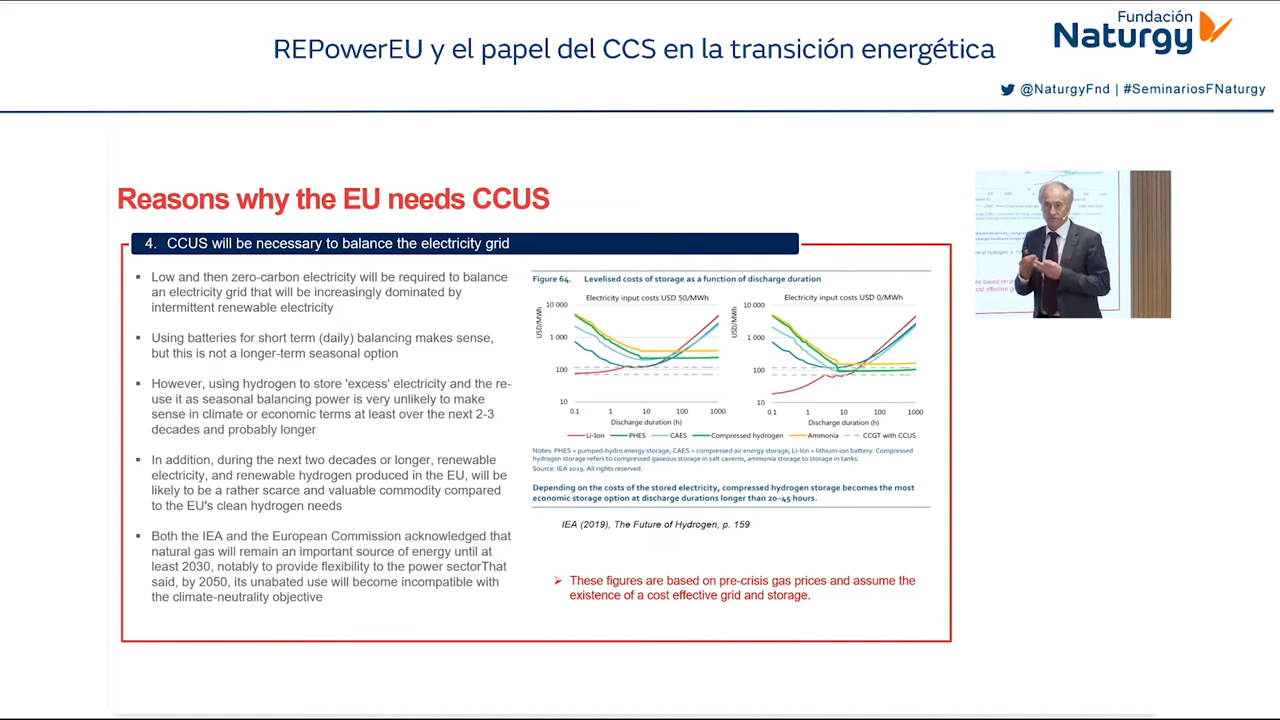 Fundación
Naturgy
REPowerEU y el papel del CCS en la transición energética
@NaturgyFnd | #SeminariosFNaturgy
Reasons why the EU needs CCUS
4. CCUS will be necessary to balance the electricity grid
▪ Low and then zero-carbon electricity will be required to balance
an electricity grid that will be increasingly dominated by
intermittent renewable electricity
▪ Using batteries for short term (daily) balancing makes sense,
but this is not a longer-term seasonal option
▪ However, using hydrogen to store 'excess' electricity and the re-
use it as seasonal balancing power is very unlikely to make
sense in climate or economic terms at least over the next 2-3
decades and probably longer
▪ In addition, during the next two decades or longer, renewable
electricity, and renewable hydrogen produced in the EU, will be
likely to be a rather scarce and valuable commodity compared
to the EU's clean hydrogen needs
▪ Both the IEA and the European Commission acknowledged that
natural gas will remain an important source of energy until at
least 2030, notably to provide flexibility to the power sectorThat
said, by 2050, its unabated use will become incompatible with
the climate-neutrality objective
Figure 64. Levelised costs of storage as a function of discharge duration
Electricity input costs USD 50/MWh
USD/MWh
10 000
1 000
100
10
0.1 1 10 100 1000
Discharge duration (h)
Electricity input costs USD 0/MWh
USD/MWh
10 000
1 000
100
10
0.1 1 10 100 1000
Discharge duration (h)
Li-Ion PHES CAES Compressed hydrogen Ammonia CCGT with CCUS
Notes: PHES = pumped-hydro energy storage; CAES = compressed air energy storage; Li-Ion = lithium-ion battery. Compressed
hydrogen storage refers to compressed gaseous storage in salt caverns, ammonia storage to storage in tanks.
Source: IEA 2019. All rights reserved.
Depending on the costs of the stored electricity, compressed hydrogen storage becomes the most
economic storage option at discharge durations longer than 20–45 hours.
IEA (2019), The Future of Hydrogen, p. 159
➢ These figures are based on pre-crisis gas prices and assume the
existence of a cost effective grid and storage.